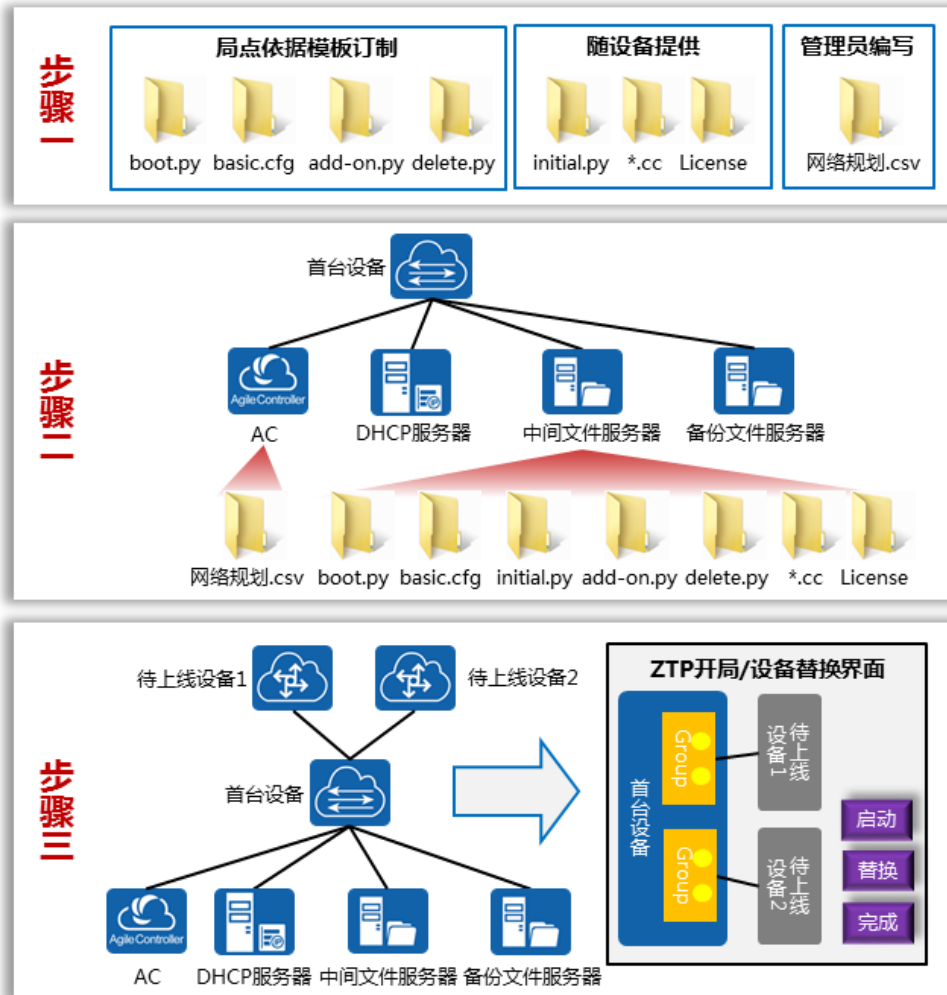 步骤一
局点依据模板订制
boot.py basic.cfg add-on.py delete.py
随设备提供
initial.py *.cc License
管理员编写
网络规划.csv
步骤二
首台设备
AgileController
AC
DHCP服务器
中间文件服务器
备份文件服务器
网络规划.csv boot.py basic.cfg initial.py add-on.py delete.py *.cc License
步骤三
待上线设备1
待上线设备2
首台设备
AgileController
AC
DHCP服务器
中间文件服务器
备份文件服务器
ZTP开局/设备替换界面
首台设备
Group
Group
待上线
设备1
待上线
设备2
启动
替换
完成